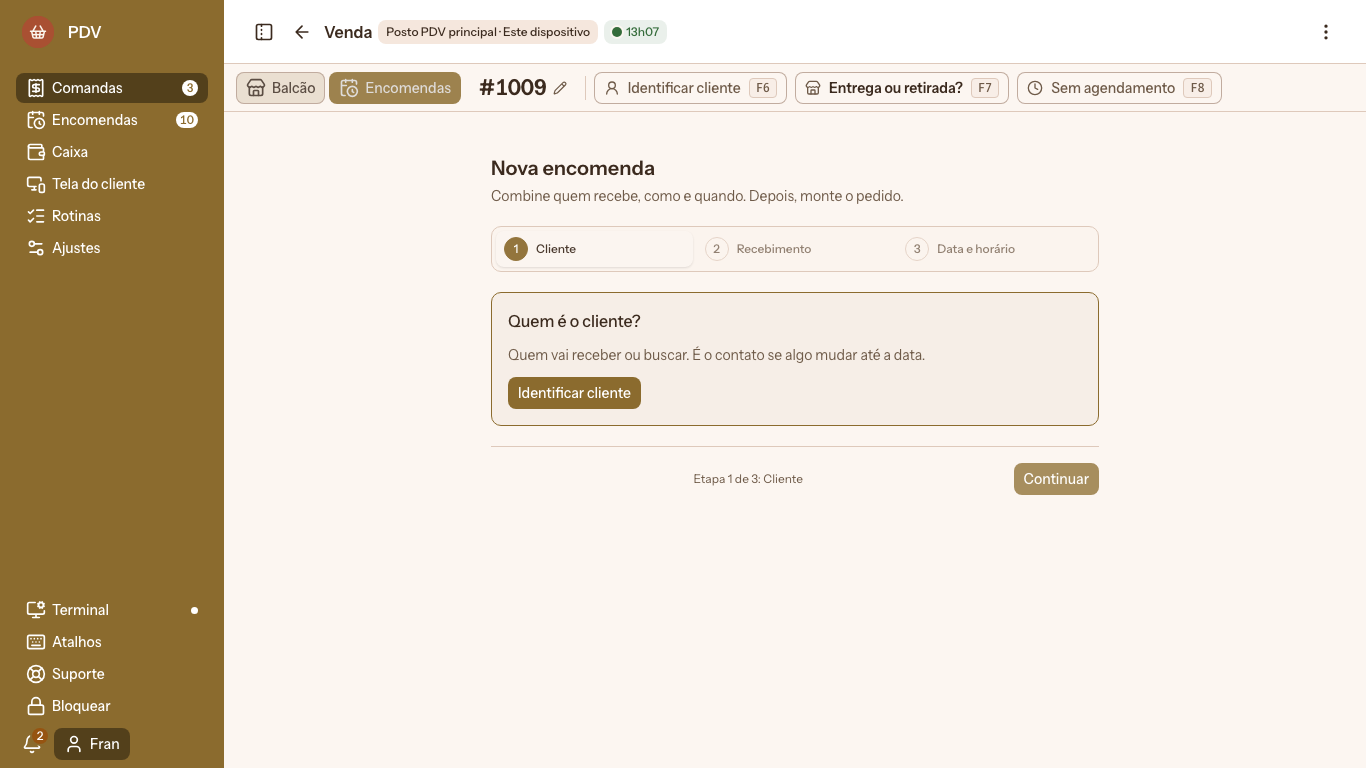 PDV
Venda
Posto PDV principal · Este dispositivo
13h07
Comandas
3
Encomendas
10
Caixa
Tela do cliente
Rotinas
Ajustes
Balcão
Encomendas
#1009
Identificar cliente F6
Entrega ou retirada? F7
Sem agendamento F8
Nova encomenda
Combine quem recebe, como e quando. Depois, monte o pedido.
1 Cliente
2 Recebimento
3 Data e horário
Quem é o cliente?
Quem vai receber ou buscar. É o contato se algo mudar até a data.
Identificar cliente
Etapa 1 de 3: Cliente
Continuar
Terminal
Atalhos
Suporte
Bloquear
2
Fran